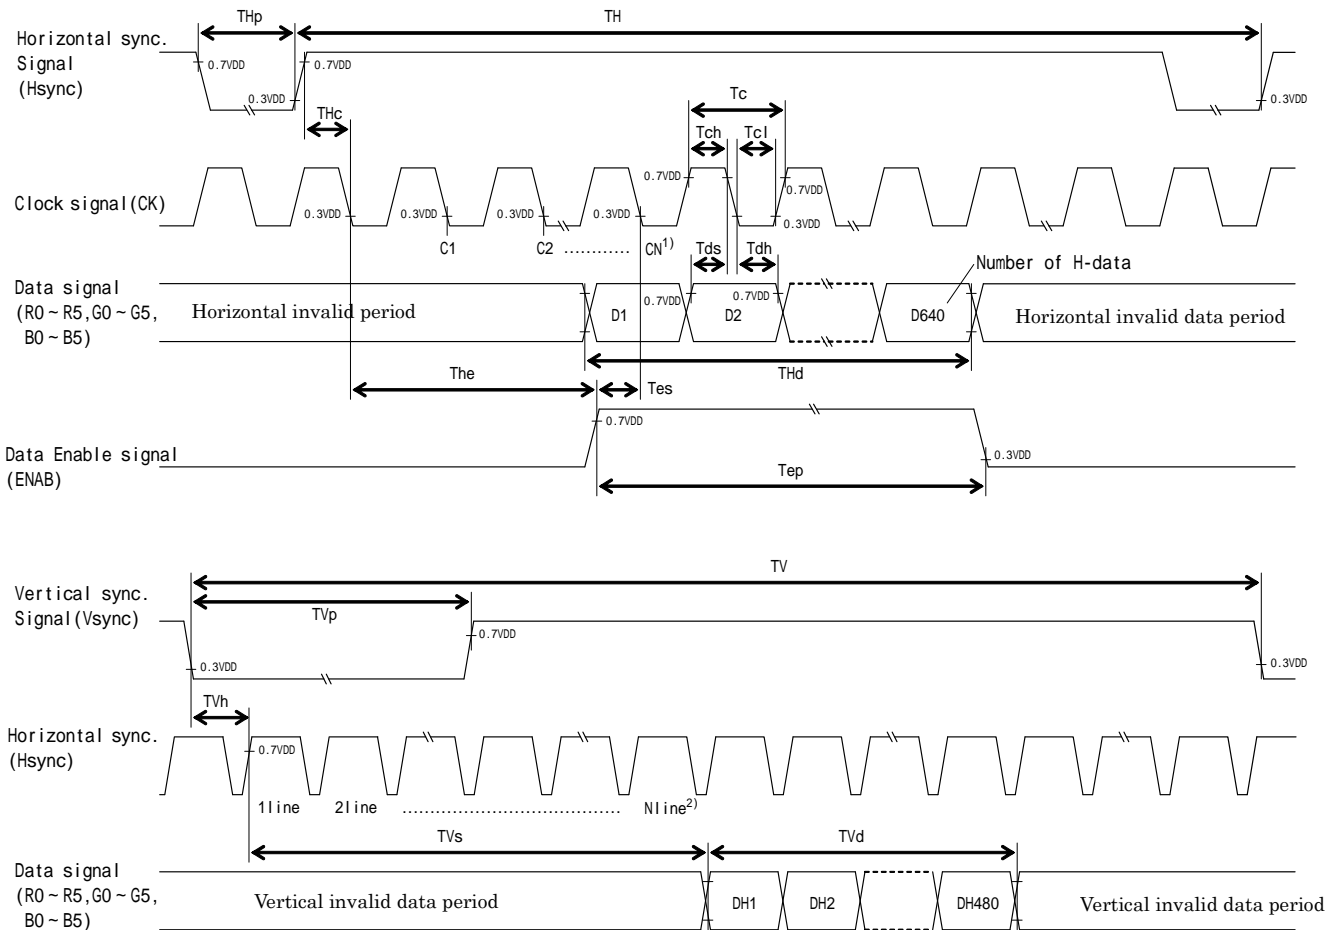 THp
TH
Horizontal sync.
Signal
(Hsync)
0.7VDD
0.7VDD
0.3VDD
0.3VDD
THc
Tc
Tch
Tcl
Clock signal(CK)
0.7VDD
0.7VDD
0.3VDD
0.3VDD
0.3VDD
0.3VDD
0.3VDD
C1
C2
............
CN1)
Tds
Tdh
Number of H-data
Data signal
(R0~R5,G0~G5,
B0~B5)
Horizontal invalid period
0.7VDD
0.7VDD
D1
D2
D640
Horizontal invalid data period
The
Tes
THd
0.7VDD
Data Enable signal
(ENAB)
0.3VDD
Tep
TV
Vertical sync.
Signal(Vsync)
TVp
0.7VDD
0.3VDD
0.3VDD
TVh
Horizontal sync.
(Hsync)
0.7VDD
1line
2line
.......................................
Nline2)
TVs
TVd
Data signal
(R0~R5,G0~G5,
B0~B5)
Vertical invalid data period
DH1
DH2
DH480
Vertical invalid data period